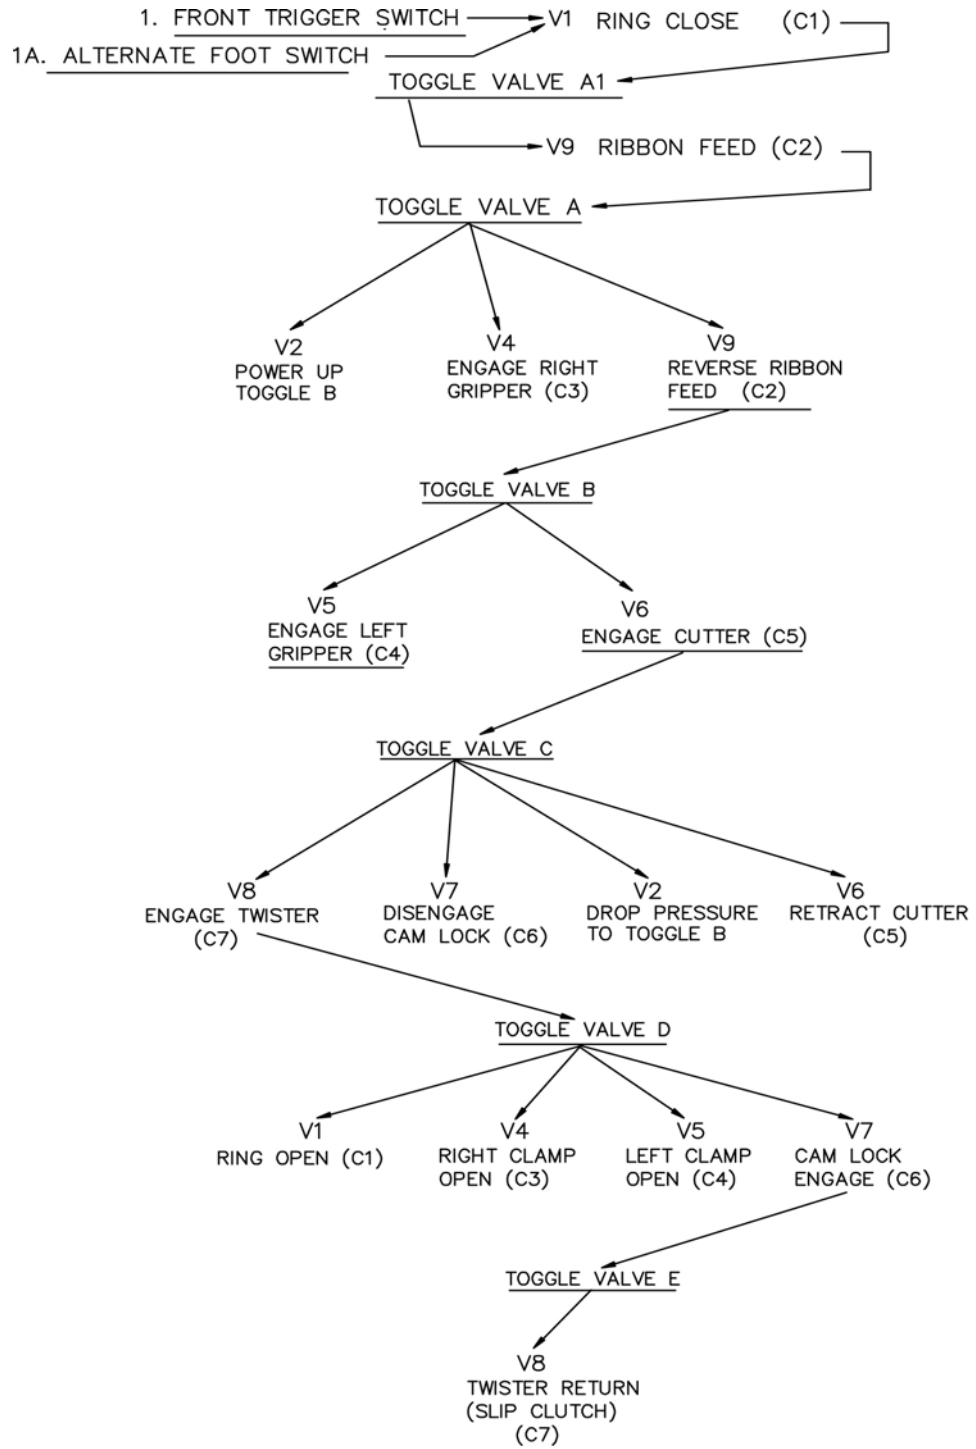 1. FRONT TRIGGER SWITCH
V1 RING CLOSE (C1)
1A. ALTERNATE FOOT SWITCH
TOGGLE VALVE A1
V9 RIBBON FEED (C2)
TOGGLE VALVE A
V2
POWER UP
TOGGLE B
V4
ENGAGE RIGHT
GRIPPER (C3)
V9
REVERSE RIBBON
FEED (C2)
TOGGLE VALVE B
V5
ENGAGE LEFT
GRIPPER (C4)
V6
ENGAGE CUTTER (C5)
TOGGLE VALVE C
V8
ENGAGE TWISTER
(C7)
V7
DISENGAGE
CAM LOCK (C6)
V2
DROP PRESSURE
TO TOGGLE B
V6
RETRACT CUTTER
(C5)
TOGGLE VALVE D
V1
RING OPEN (C1)
V4
RIGHT CLAMP
OPEN (C3)
V5
LEFT CLAMP
OPEN (C4)
V7
CAM LOCK
ENGAGE (C6)
TOGGLE VALVE E
V8
TWISTER RETURN
(SLIP CLUTCH)
(C7)